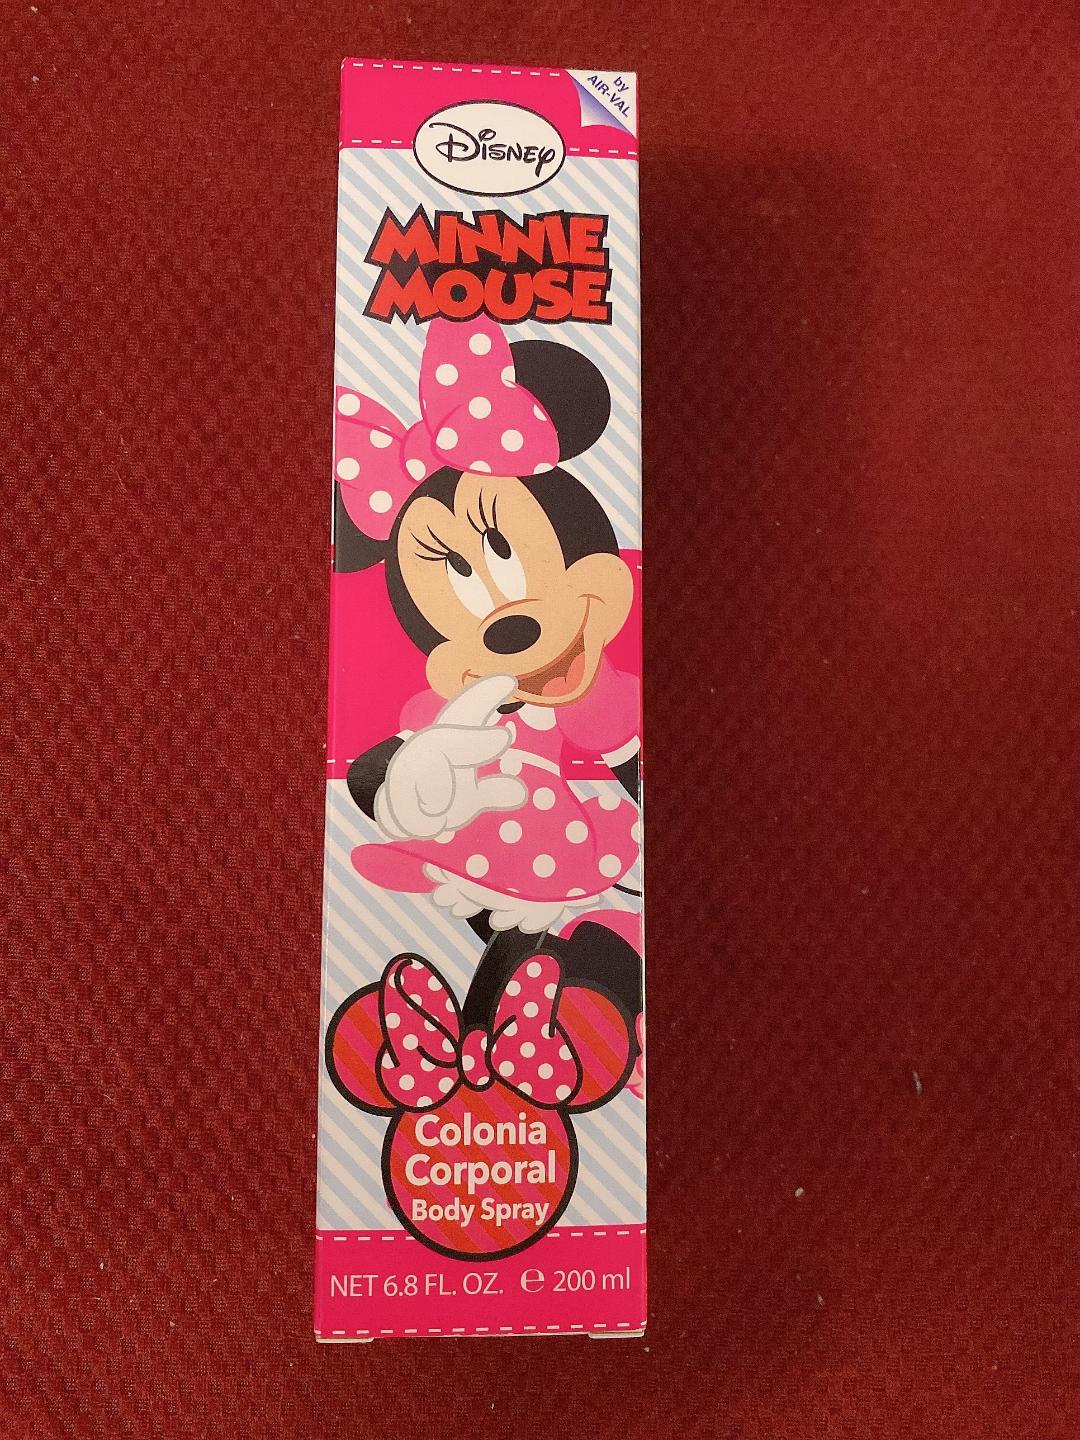 by
AIR-VAL
Disney
MINNIE
MOUSE
Colonia
Corporal
Body Spray
NET 6.8 FL. OZ. ℮ 200 ml